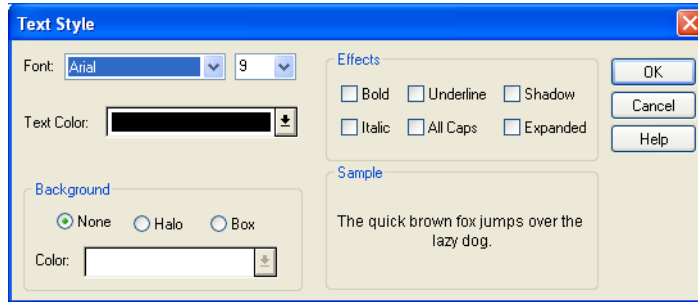 Text Style
Font: Arial 9
Text Color:
Background
None Halo Box
Color:
Effects
Bold Underline Shadow
Italic All Caps Expanded
Sample
The quick brown fox jumps over the
lazy dog.
OK
Cancel
Help